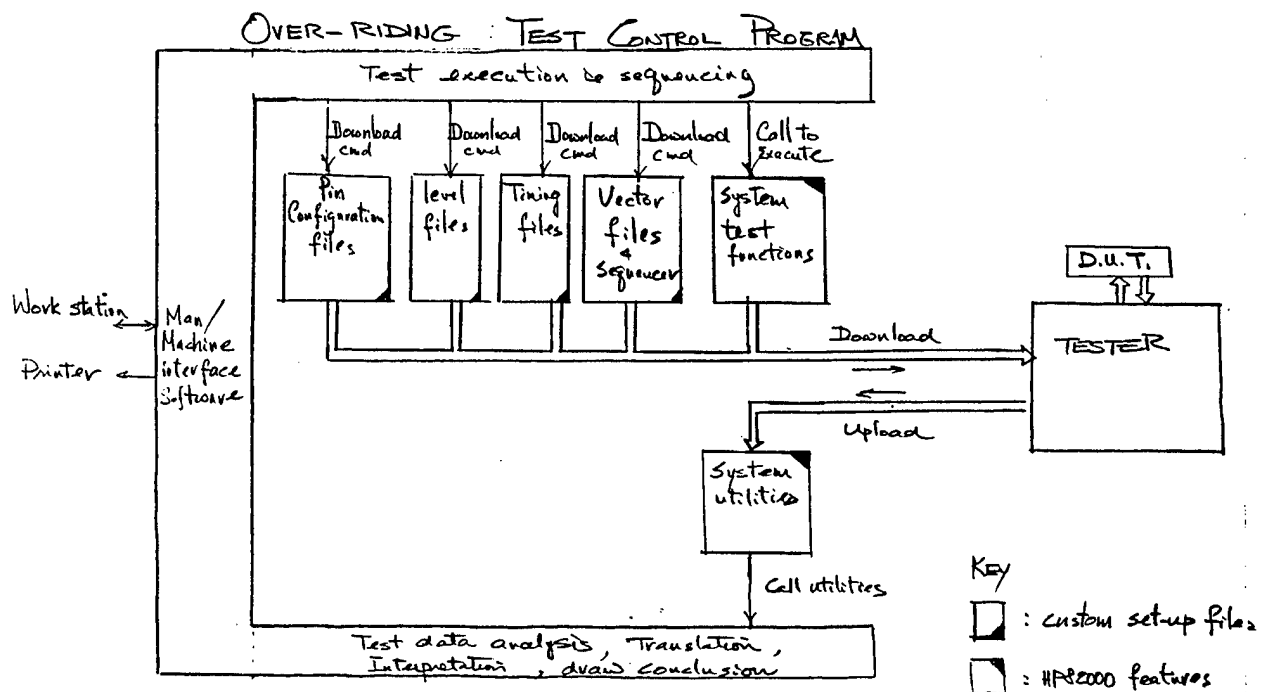 OVER-RIDING : TEST CONTROL PROGRAM
Test execution & sequencing
Download
cmd
Download
cmd
Download
cmd
Download
cmd
Call to
Execute
Pin
Configuration
files
level
files
Timing
files
Vector
files
&
Sequencer
System
test
functions
D.U.T.
Work station
Printer
Man/
Machine
interface
Software
Download
TESTER
Upload
System
utilities
Call utilities
Test data analysis, Translation,
Interpretation, draw conclusion
KEY
: custom set-up files
: HP82000 features